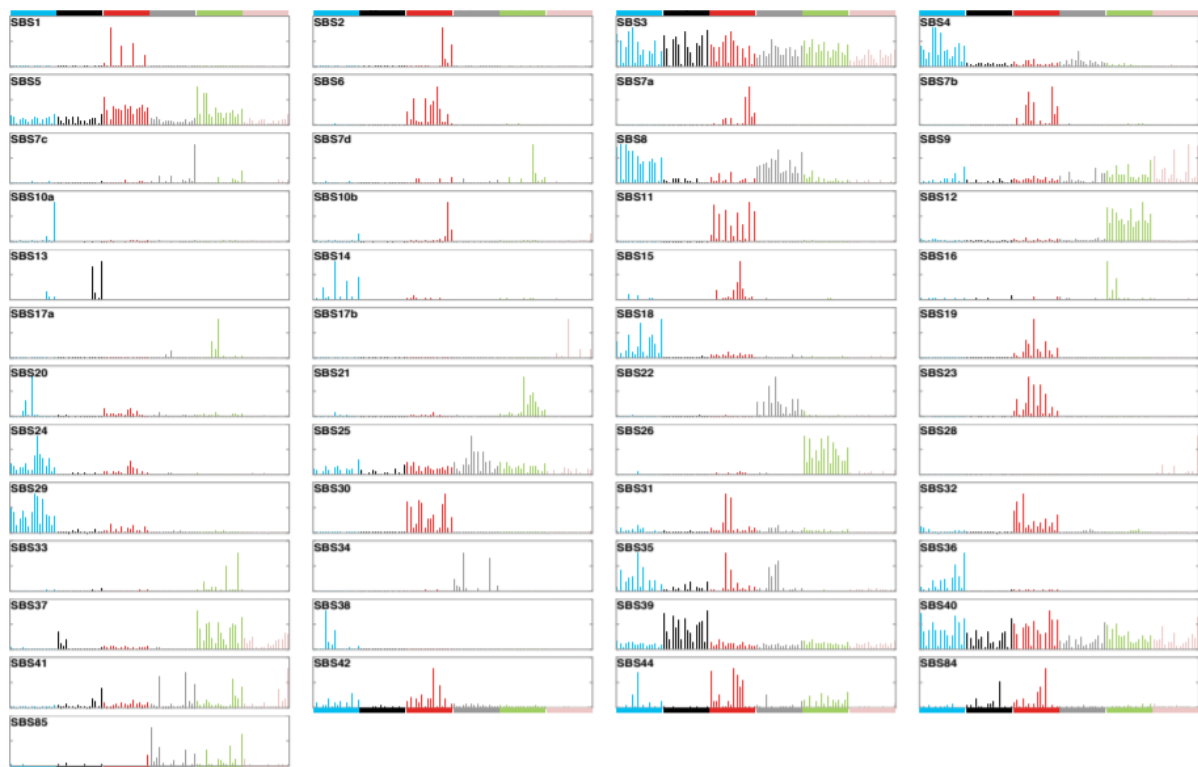 SBS1 SBS2 SBS3 SBS4
SBS5 SBS6 SBS7a SBS7b
SBS7c SBS7d SBS8 SBS9
SBS10a SBS10b SBS11 SBS12
SBS13 SBS14 SBS15 SBS16
SBS17a SBS17b SBS18 SBS19
SBS20 SBS21 SBS22 SBS23
SBS24 SBS25 SBS26 SBS28
SBS29 SBS30 SBS31 SBS32
SBS33 SBS34 SBS35 SBS36
SBS37 SBS38 SBS39 SBS40
SBS41 SBS42 SBS44 SBS84
SBS85